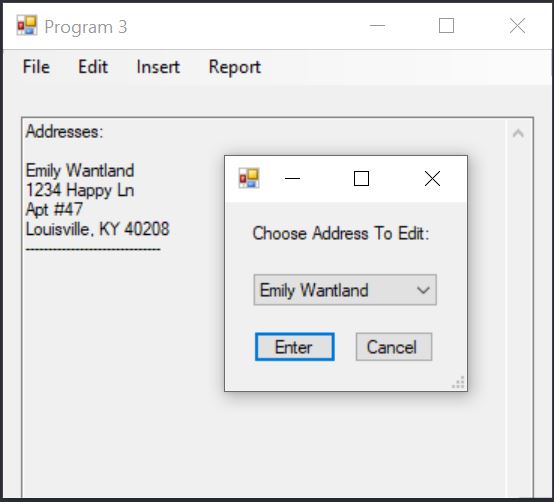 Program 3
File Edit Insert Report
Addresses:
Emily Wantland
1234 Happy Ln
Apt #47
Louisville, KY 40208
------------------------------
Choose Address To Edit:
Emily Wantland
Enter Cancel